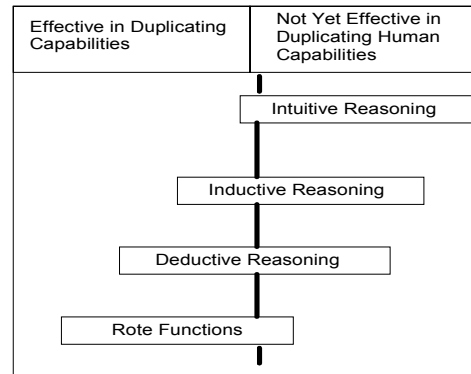 Effective in Duplicating
Capabilities
Not Yet Effective in
Duplicating Human
Capabilities
Intuitive Reasoning
Inductive Reasoning
Deductive Reasoning
Rote Functions